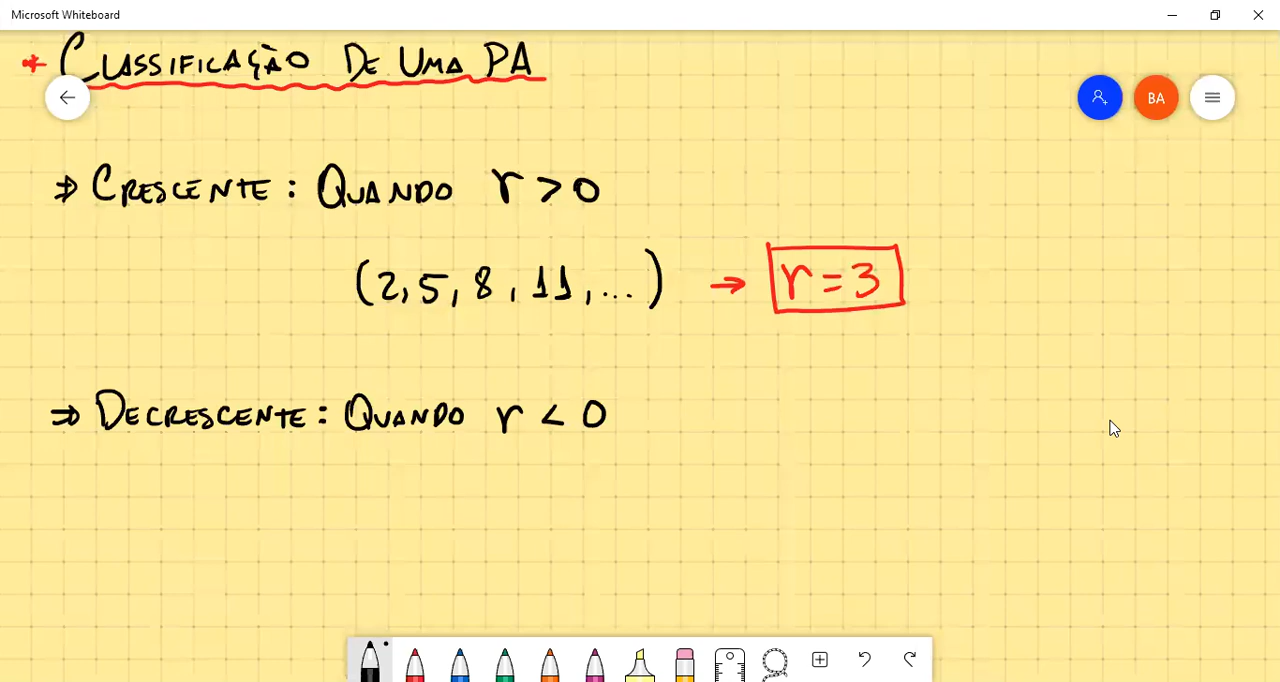 Microsoft Whiteboard
* CLASSIFICAÇÃO DE UMA PA
BA
⇒ CRESCENTE: QUANDO r > 0
(2, 5, 8, 11, ...) → r = 3
⇒ DECRESCENTE: QUANDO r < 0